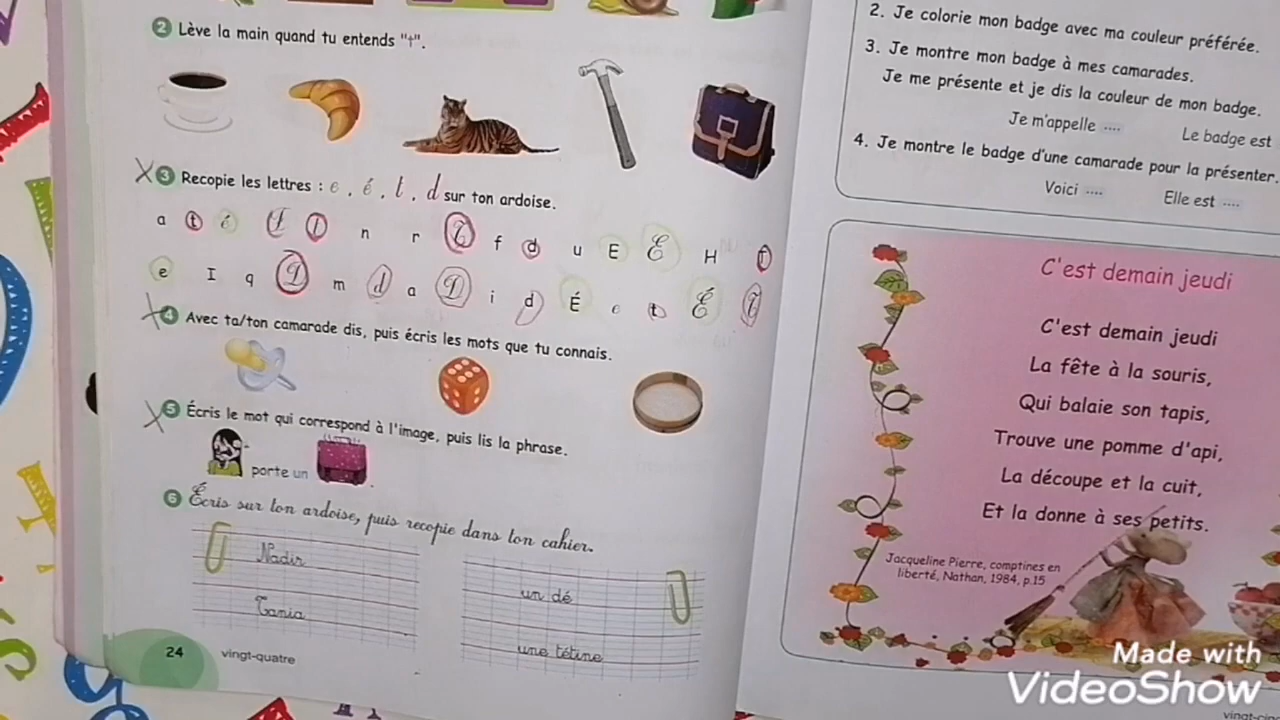 2 Lève la main quand tu entends "t".
3 Recopie les lettres : e , é , t , d sur ton ardoise.
a t é t T n r T f d u E E H T
e I q D m d a D i d É e t É T
4 Avec ta/ton camarade dis, puis écris les mots que tu connais.
5 Écris le mot qui correspond à l'image, puis lis la phrase.
porte un .
6 Écris sur ton ardoise, puis recopie dans ton cahier.
Nadir
Tania
un dé
une tétine
24 vingt-quatre
2. Je colorie mon badge avec ma couleur préférée.
3. Je montre mon badge à mes camarades.
Je me présente et je dis la couleur de mon badge.
Je m'appelle .... Le badge est
4. Je montre le badge d'une camarade pour la présenter.
Voici .... Elle est ....
C'est demain jeudi
C'est demain jeudi
La fête à la souris,
Qui balaie son tapis,
Trouve une pomme d'api,
La découpe et la cuit,
Et la donne à ses petits.
Jacqueline Pierre, comptines en
liberté, Nathan, 1984, p.15
Made with
VideoShow